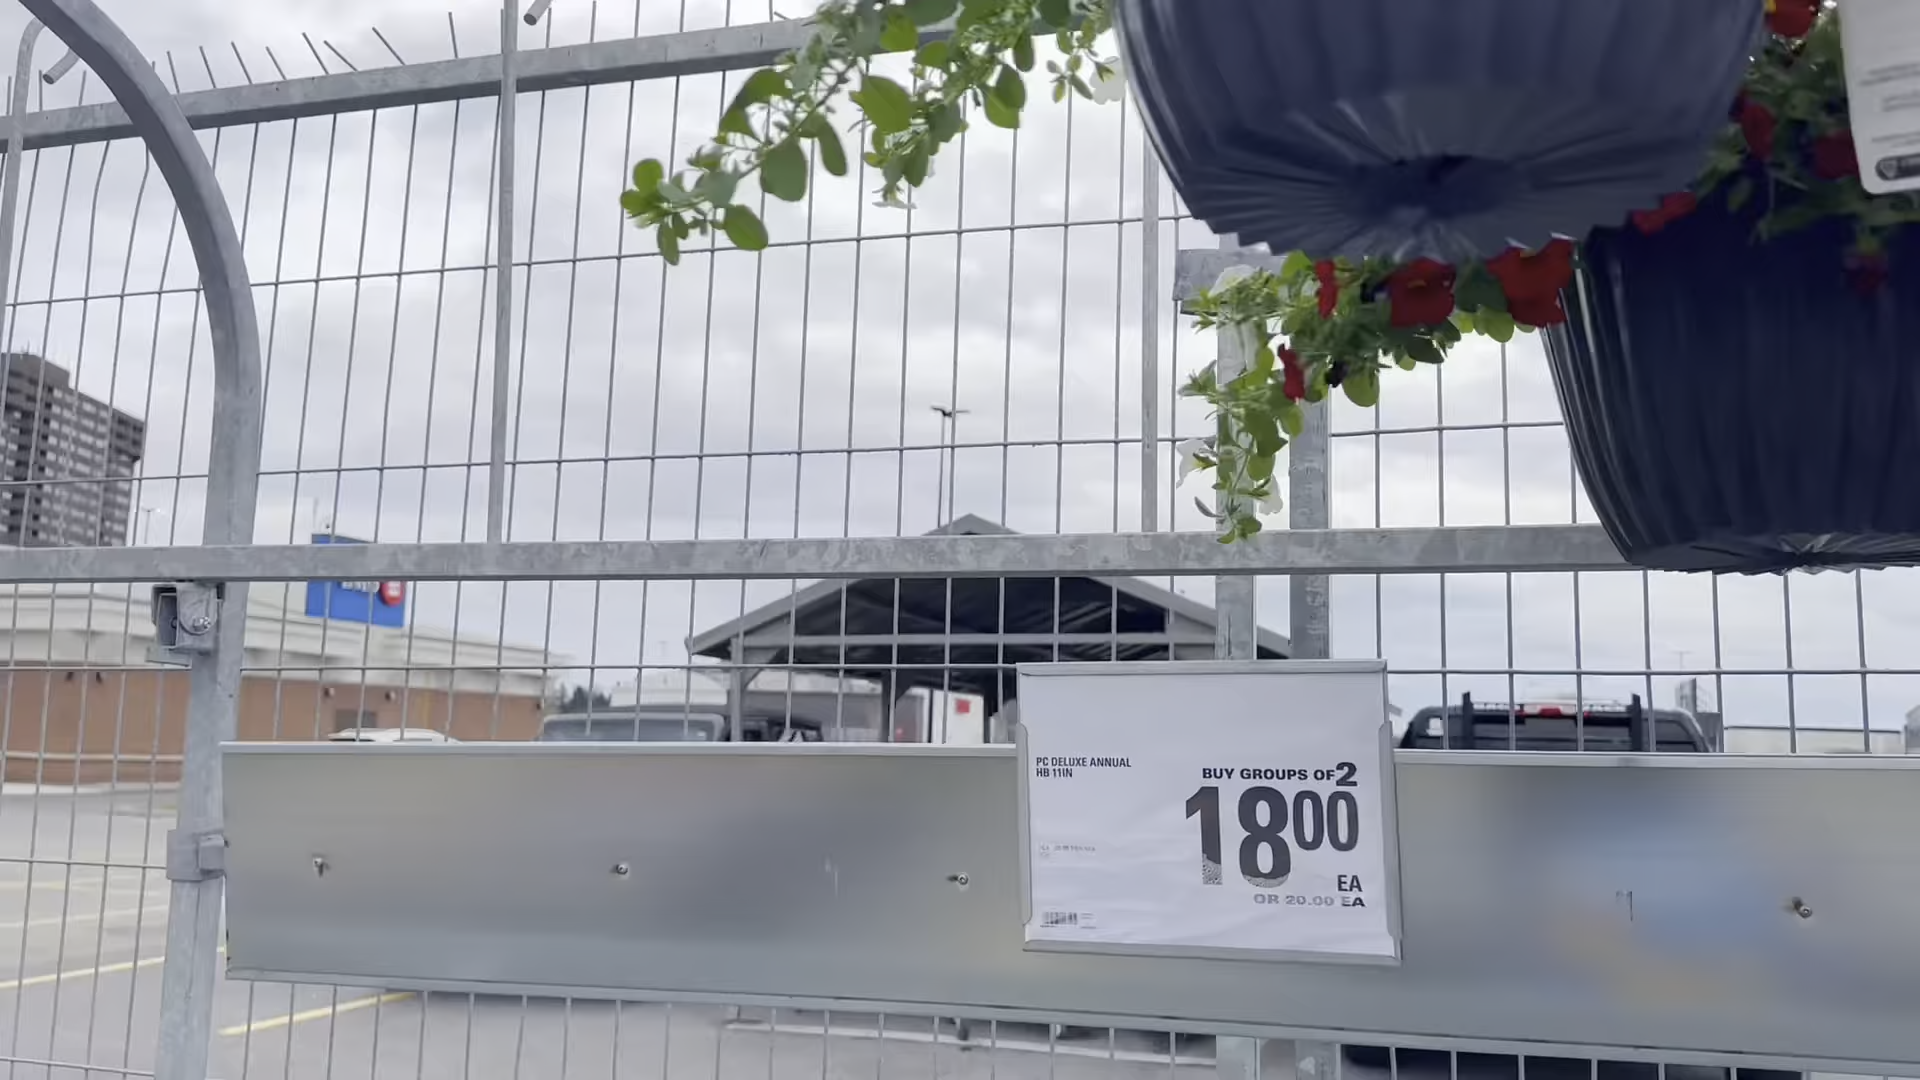 PC DELUXE ANNUAL
HB 11IN
BUY GROUPS OF 2
18 00
EA
OR 20.00 EA